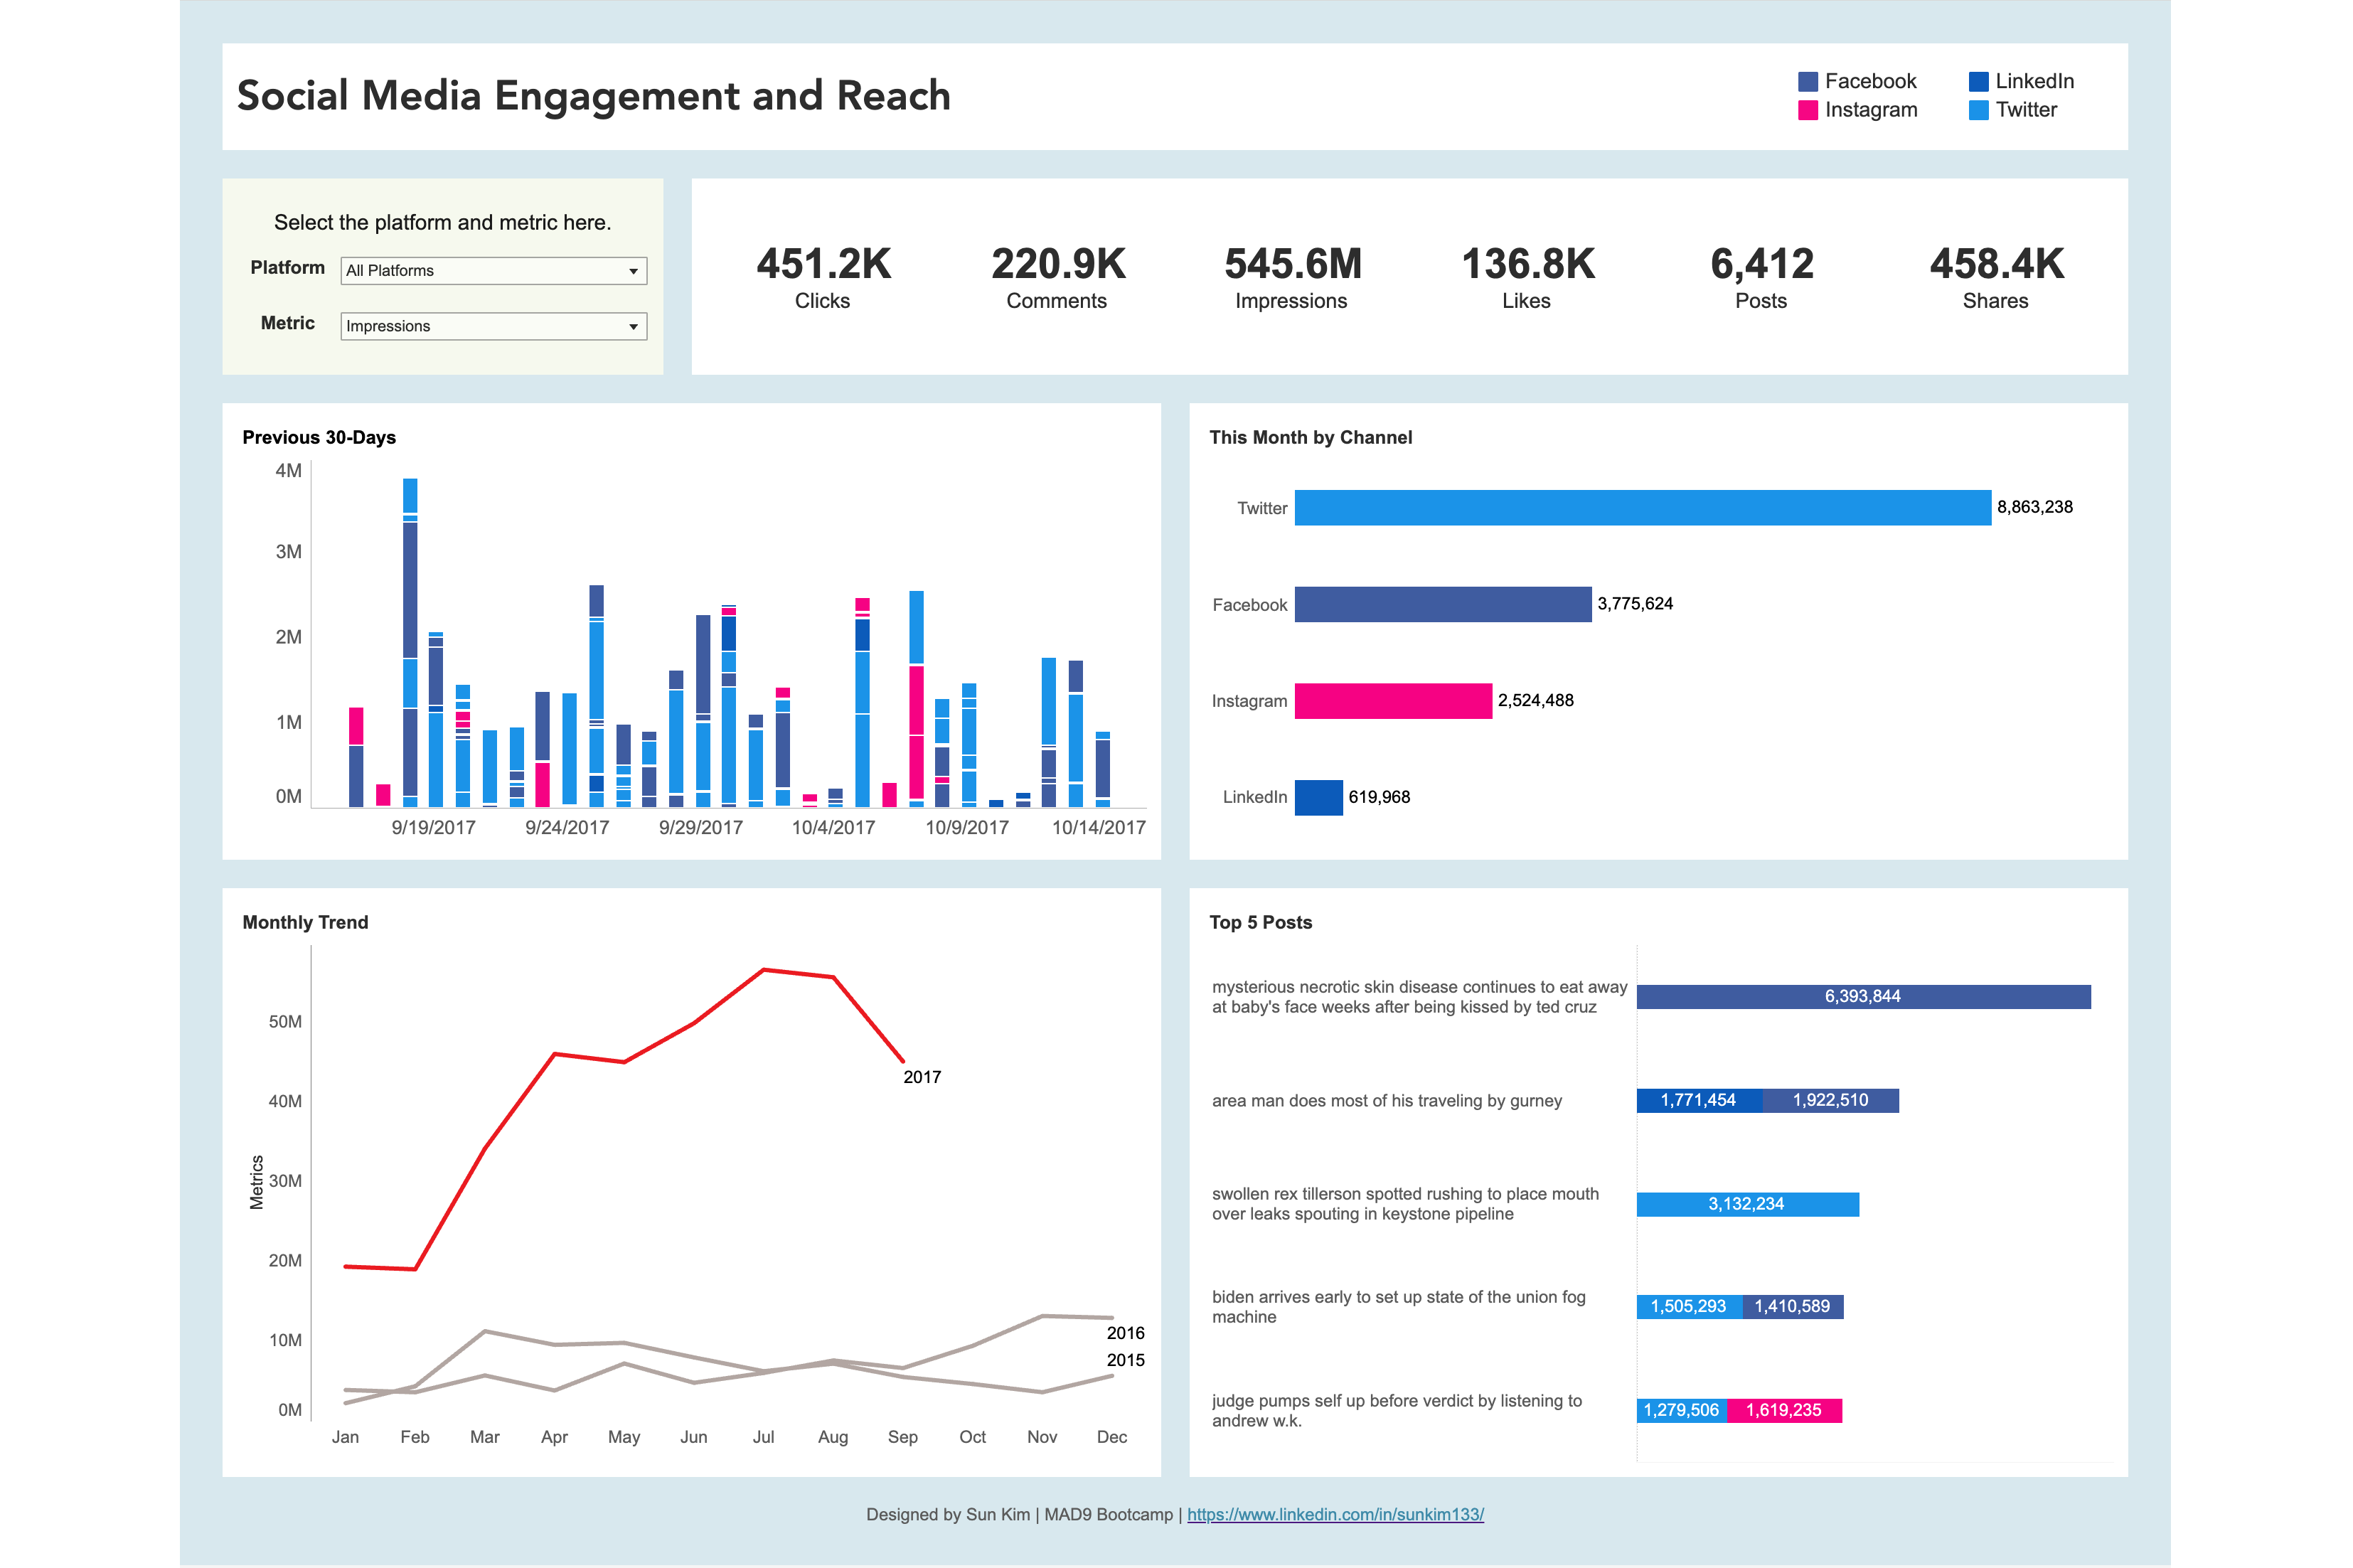 Social Media Engagement and Reach
Facebook
LinkedIn
Instagram
Twitter
Select the platform and metric here.
Platform
All Platforms
Metric
Impressions
451.2K
Clicks
220.9K
Comments
545.6M
Impressions
136.8K
Likes
6,412
Posts
458.4K
Shares
Previous 30-Days
4M
3M
2M
1M
0M
9/19/2017
9/24/2017
9/29/2017
10/4/2017
10/9/2017
10/14/2017
This Month by Channel
Twitter
8,863,238
Facebook
3,775,624
Instagram
2,524,488
LinkedIn
619,968
Monthly Trend
Metrics
50M
40M
30M
20M
10M
0M
2017
2016
2015
Jan
Feb
Mar
Apr
May
Jun
Jul
Aug
Sep
Oct
Nov
Dec
Top 5 Posts
mysterious necrotic skin disease continues to eat away
at baby's face weeks after being kissed by ted cruz
6,393,844
area man does most of his traveling by gurney
1,771,454
1,922,510
swollen rex tillerson spotted rushing to place mouth
over leaks spouting in keystone pipeline
3,132,234
biden arrives early to set up state of the union fog
machine
1,505,293
1,410,589
judge pumps self up before verdict by listening to
andrew w.k.
1,279,506
1,619,235
Designed by Sun Kim | MAD9 Bootcamp | https://www.linkedin.com/in/sunkim133/